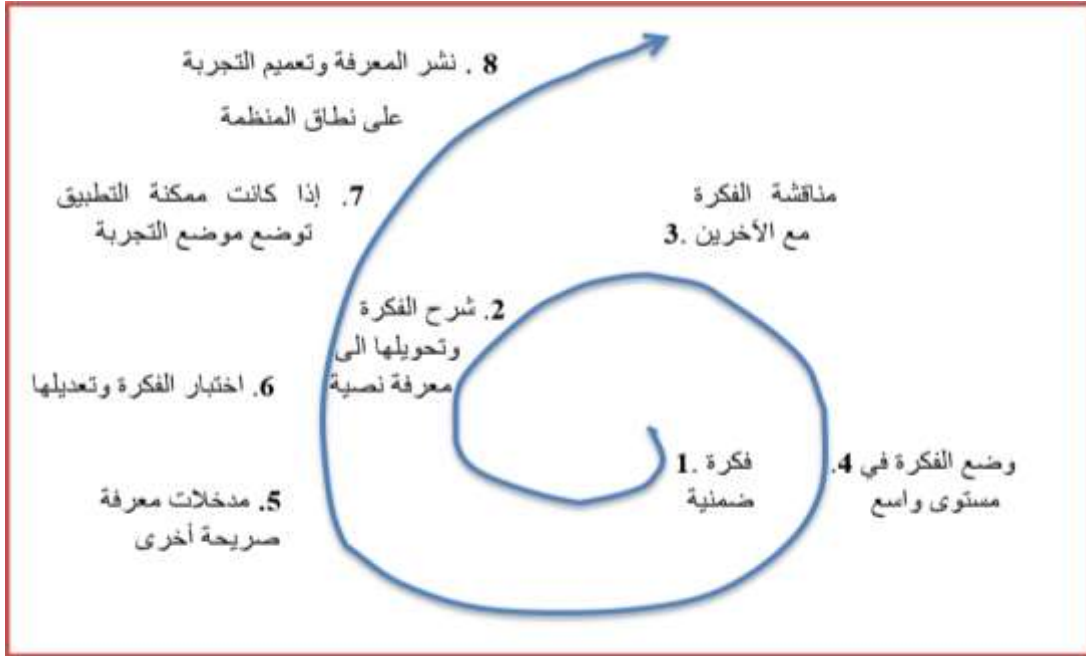 8 . نشر المعرفة وتعميم التجربة
على نطاق المنظمة
7. إذا كانت ممكنة التطبيق
توضع موضع التجربة
مناقشة الفكرة
مع الأخرين .3
2. شرح الفكرة
وتحويلها الى
معرفة نصية
6. اختبار الفكرة وتعديلها
فكرة .1
ضمنية
وضع الفكرة في 4.
مستوى واسع
5. مدخلات معرفة
صريحة أخرى